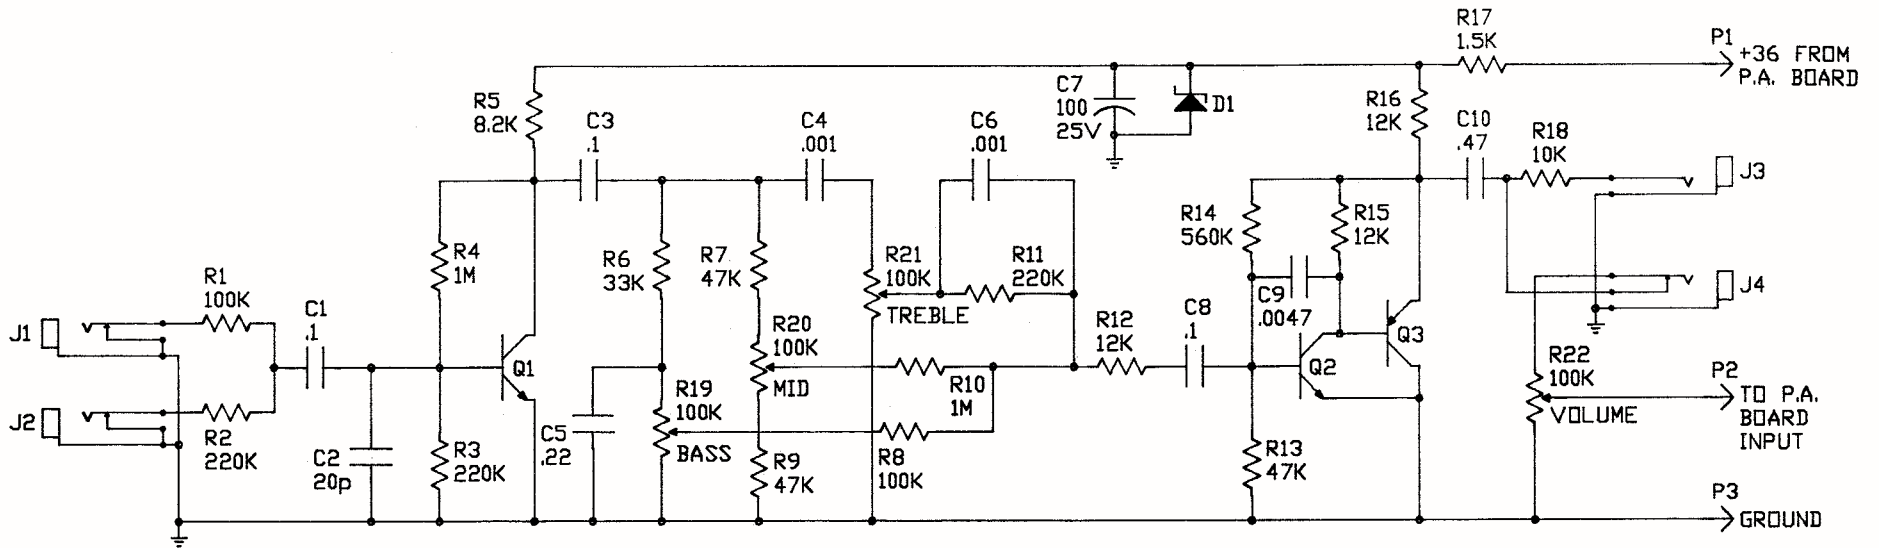 R17
1.5K
P1
+36 FROM
P.A. BOARD
R5
8.2K
C3
.1
C4
.001
C6
.001
C7
100
25V
D1
R16
12K
C10
.47
R18
10K
J3
R4
1M
R6
33K
R7
47K
R21
100K
TREBLE
R11
220K
R14
560K
R15
12K
C9
.0047
J4
R1
100K
J1
C1
.1
Q1
R20
100K
MID
R10
1M
R12
12K
C8
.1
Q2
Q3
R22
100K
VOLUME
P2
TO P.A.
BOARD
INPUT
J2
R2
220K
C2
20p
R3
220K
C5
.22
R19
100K
BASS
R9
47K
R8
100K
R13
47K
P3
GROUND